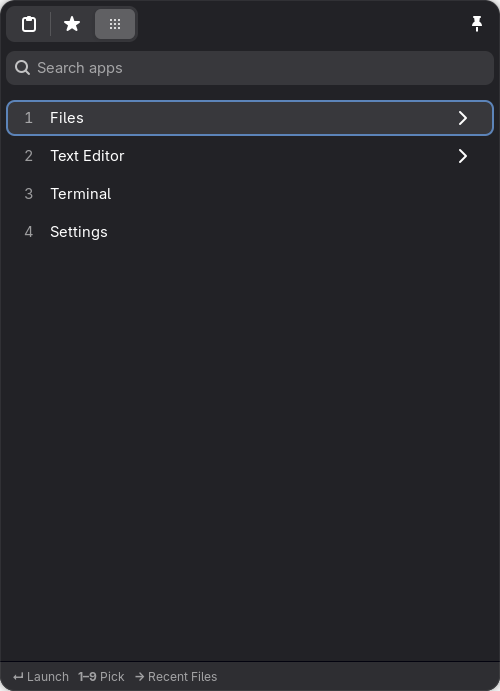 Search apps
1 Files
2 Text Editor
3 Terminal
4 Settings
↵ Launch 1–9 Pick → Recent Files